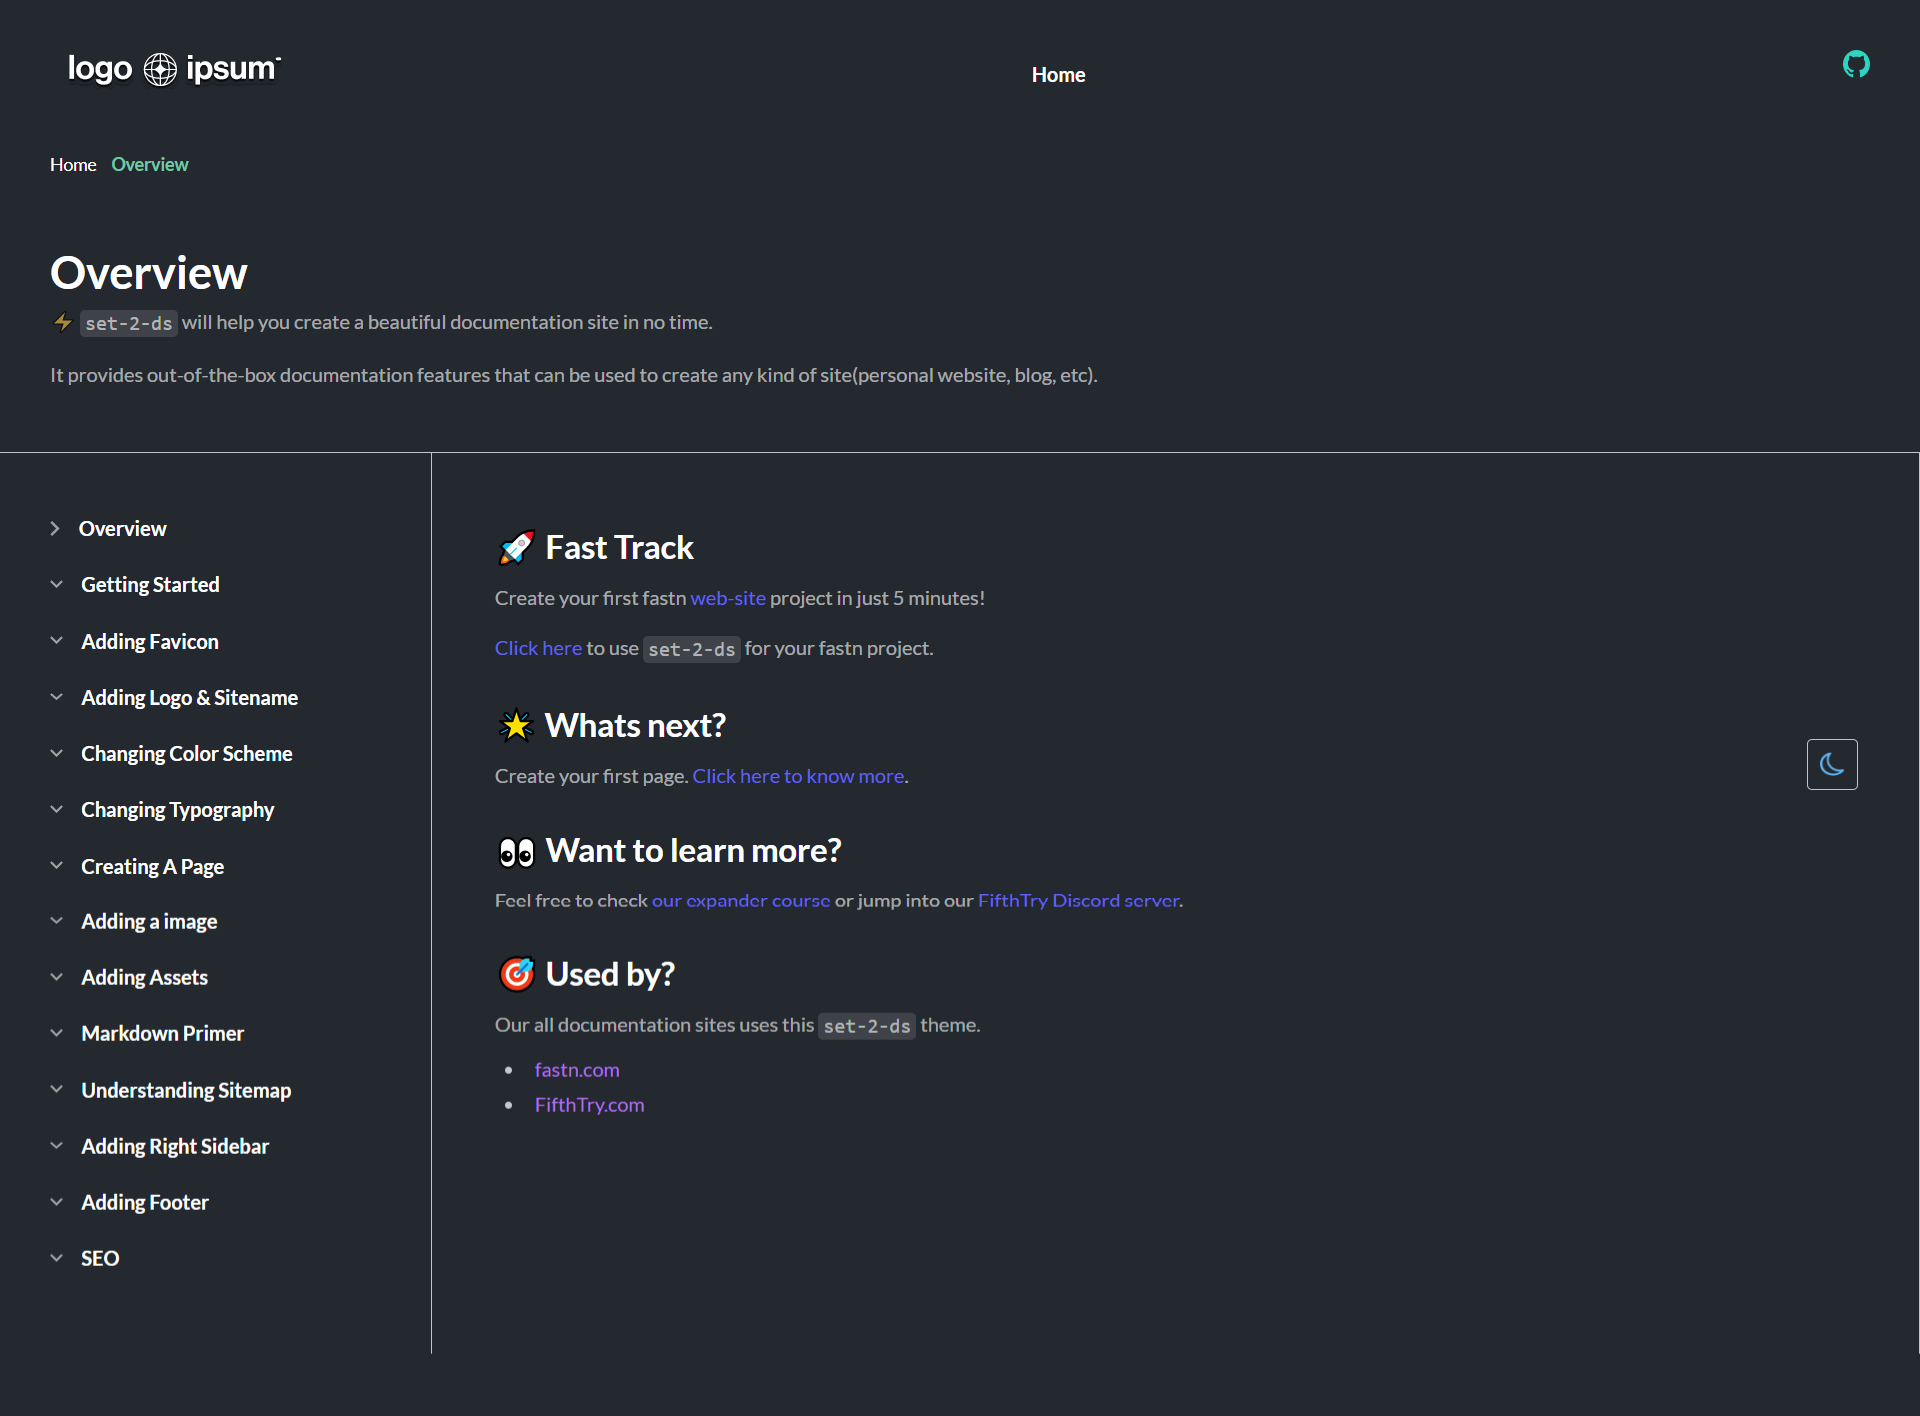 logo ipsum
Home
Home Overview
Overview
⚡ set-2-ds will help you create a beautiful documentation site in no time.
It provides out-of-the-box documentation features that can be used to create any kind of site(personal website, blog, etc).
Overview
Getting Started
Adding Favicon
Adding Logo & Sitename
Changing Color Scheme
Changing Typography
Creating A Page
Adding a image
Adding Assets
Markdown Primer
Understanding Sitemap
Adding Right Sidebar
Adding Footer
SEO
🚀 Fast Track
Create your first fastn web-site project in just 5 minutes!
Click here to use set-2-ds for your fastn project.
🌟 Whats next?
Create your first page. Click here to know more.
👀 Want to learn more?
Feel free to check our expander course or jump into our FifthTry Discord server.
🎯 Used by?
Our all documentation sites uses this set-2-ds theme.
• fastn.com
• FifthTry.com